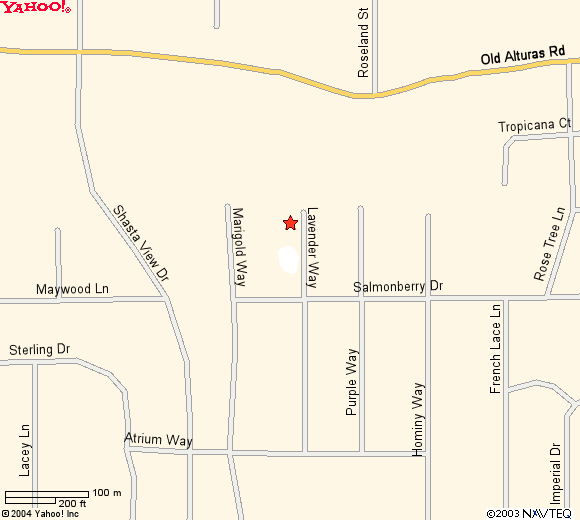 YAHOO!
Roseland St
Old Alturas Rd
Tropicana Ct
Shasta View Dr
Marigold Way
Lavender Way
Rose Tree Ln
Maywood Ln
Salmonberry Dr
Sterling Dr
Purple Way
French Lace Ln
Hominy Way
Atrium Way
Lacey Ln
Imperial Dr
100 m
200 ft
©2004 Yahoo! Inc
©2003 NAVTEQ